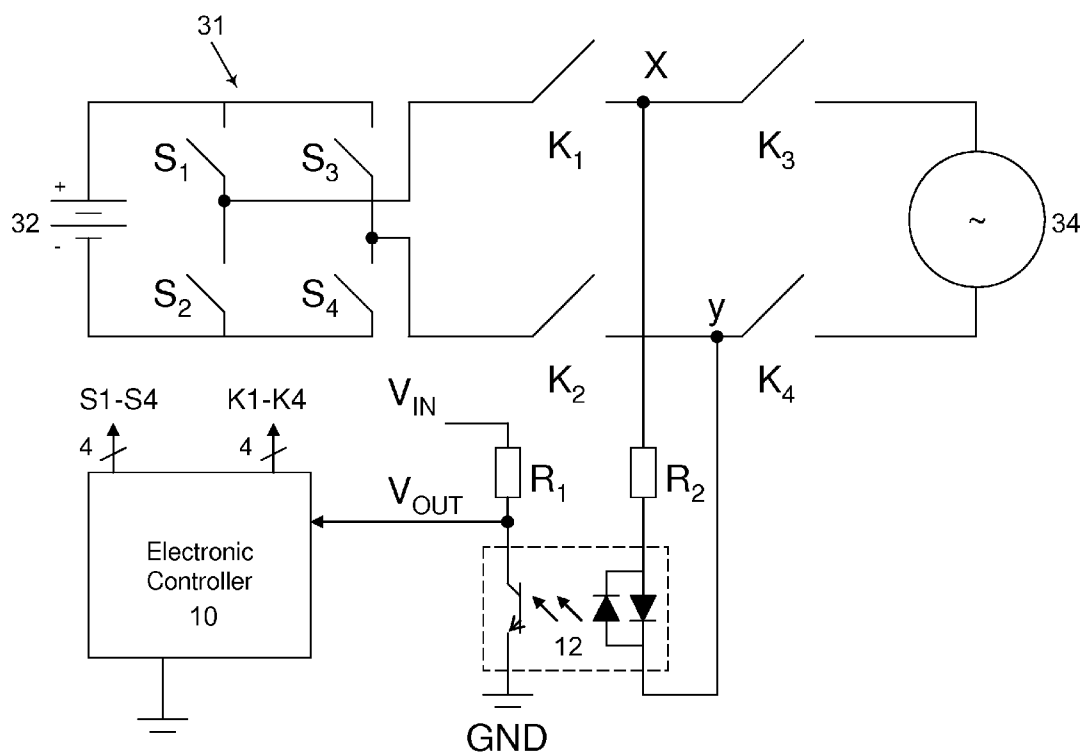 31
X
K1
K3
S1
S3
+
32
-
~
34
S2
S4
y
K2
K4
S1-S4
K1-K4
VIN
4
4
R1
R2
VOUT
Electronic
Controller
10
12
GND